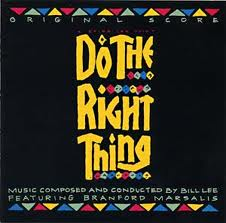 ORIGINAL SCORE
DO THE
RIGHT
THING
MUSIC COMPOSED AND CONDUCTED BY BILL LEE
FEATURING BRANFORD MARSALIS